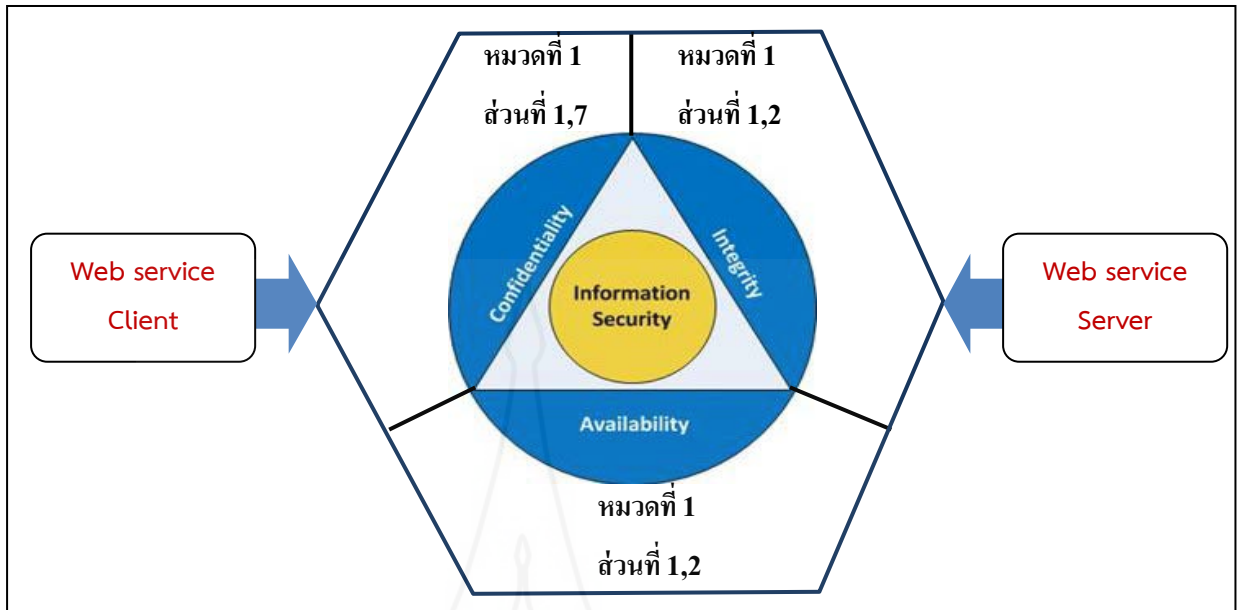 หมวดที่ 1
ส่วนที่ 1,7
หมวดที่ 1
ส่วนที่ 1,2
Confidentiality
Integrity
Information
Security
Availability
Web service
Client
Web service
Server
หมวดที่ 1
ส่วนที่ 1,2